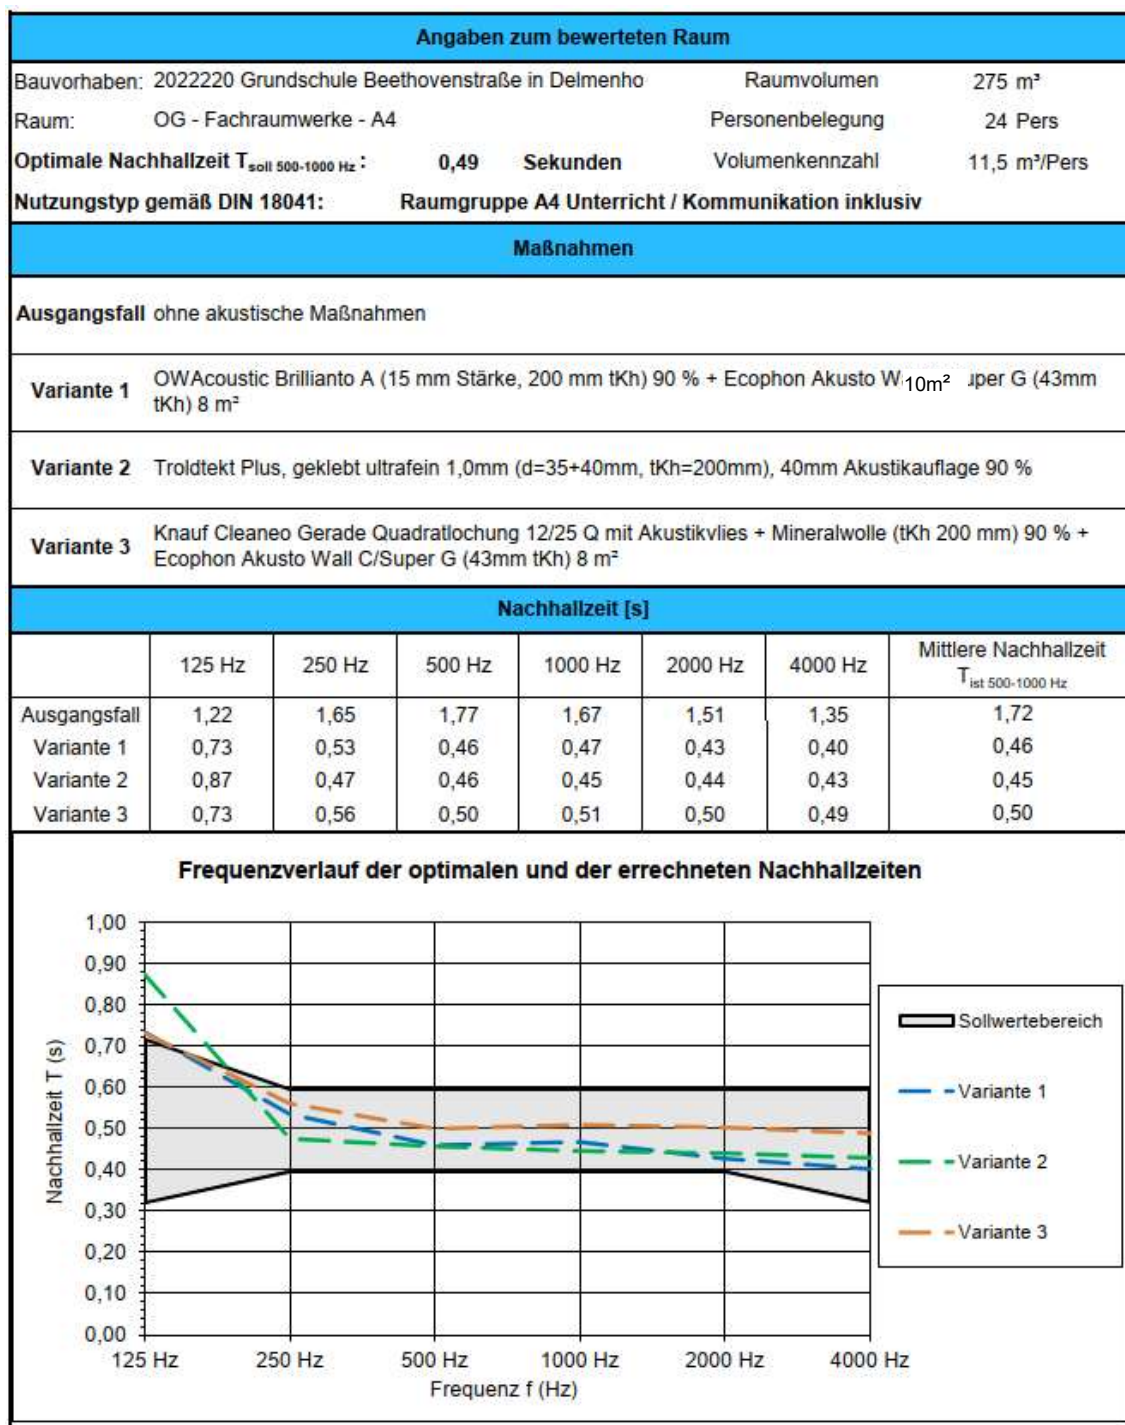 Angaben zum bewerteten Raum
Bauvorhaben: 2022220 Grundschule Beethovenstraße in Delmenho Raumvolumen 275 m³
Raum: OG - Fachraumwerke - A4 Personenbelegung 24 Pers
Optimale Nachhallzeit Tsoll 500-1000 Hz : 0,49 Sekunden Volumenkennzahl 11,5 m³/Pers
Nutzungstyp gemäß DIN 18041: Raumgruppe A4 Unterricht / Kommunikation inklusiv
Maßnahmen
Ausgangsfall ohne akustische Maßnahmen
Variante 1 OWAcoustic Brillianto A (15 mm Stärke, 200 mm tKh) 90 % + Ecophon Akusto 10m² G (43mm
tKh) 8 m²
Variante 2 Troldtekt Plus, geklebt ultrafein 1,0mm (d=35+40mm, tKh=200mm), 40mm Akustikauflage 90 %
Variante 3 Knauf Cleaneo Gerade Quadratlochung 12/25 Q mit Akustikvlies + Mineralwolle (tKh 200 mm) 90 % +
Ecophon Akusto Wall C/Super G (43mm tKh) 8 m²
Nachhallzeit [s]
125 Hz 250 Hz 500 Hz 1000 Hz 2000 Hz 4000 Hz Mittlere Nachhallzeit
Tist 500-1000 Hz
Ausgangsfall 1,22 1,65 1,77 1,67 1,51 1,35 1,72
Variante 1 0,73 0,53 0,46 0,47 0,43 0,40 0,46
Variante 2 0,87 0,47 0,46 0,45 0,44 0,43 0,45
Variante 3 0,73 0,56 0,50 0,51 0,50 0,49 0,50
Frequenzverlauf der optimalen und der errechneten Nachhallzeiten
Nachhallzeit T (s)
1,00
0,90
0,80
0,70
0,60
0,50
0,40
0,30
0,20
0,10
0,00
125 Hz 250 Hz 500 Hz 1000 Hz 2000 Hz 4000 Hz
Frequenz f (Hz)
Sollwertebereich
Variante 1
Variante 2
Variante 3